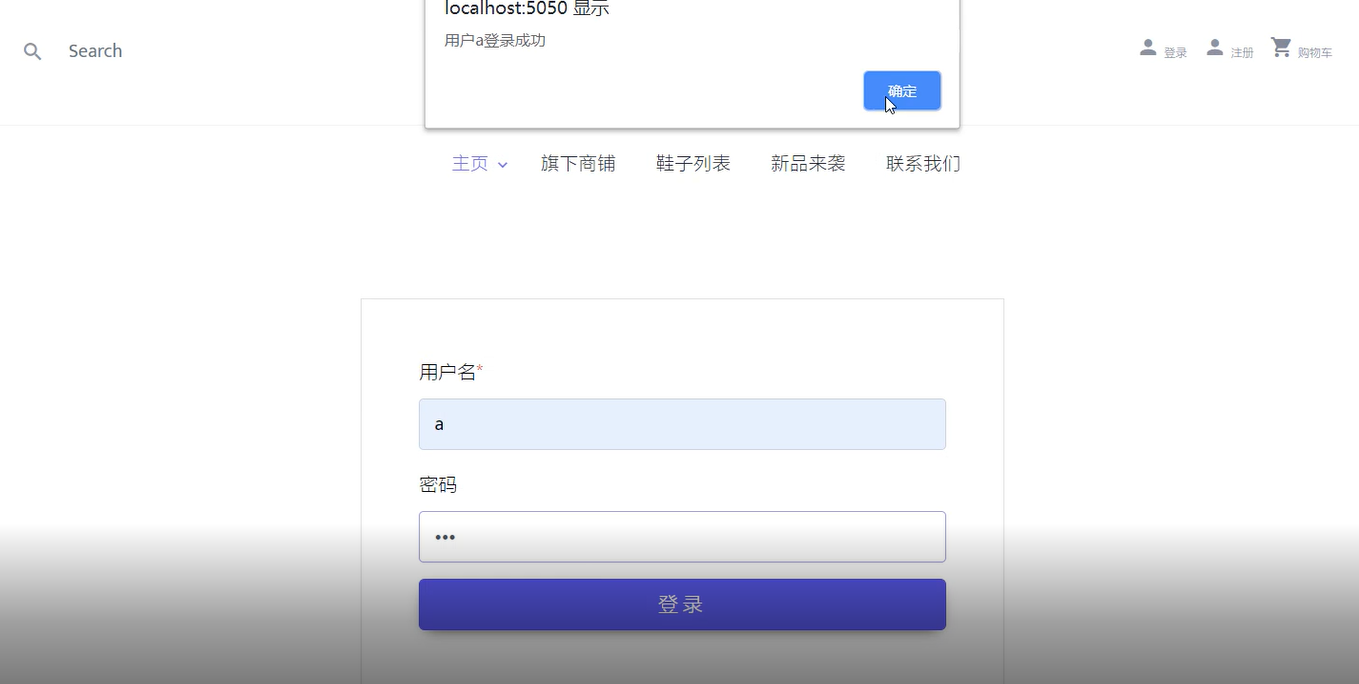 localhost:5050 显示
用户a登录成功
确定
Search
登录 注册 购物车
主页 旗下商铺 鞋子列表 新品来袭 联系我们
用户名*
a
密码
•••
登录